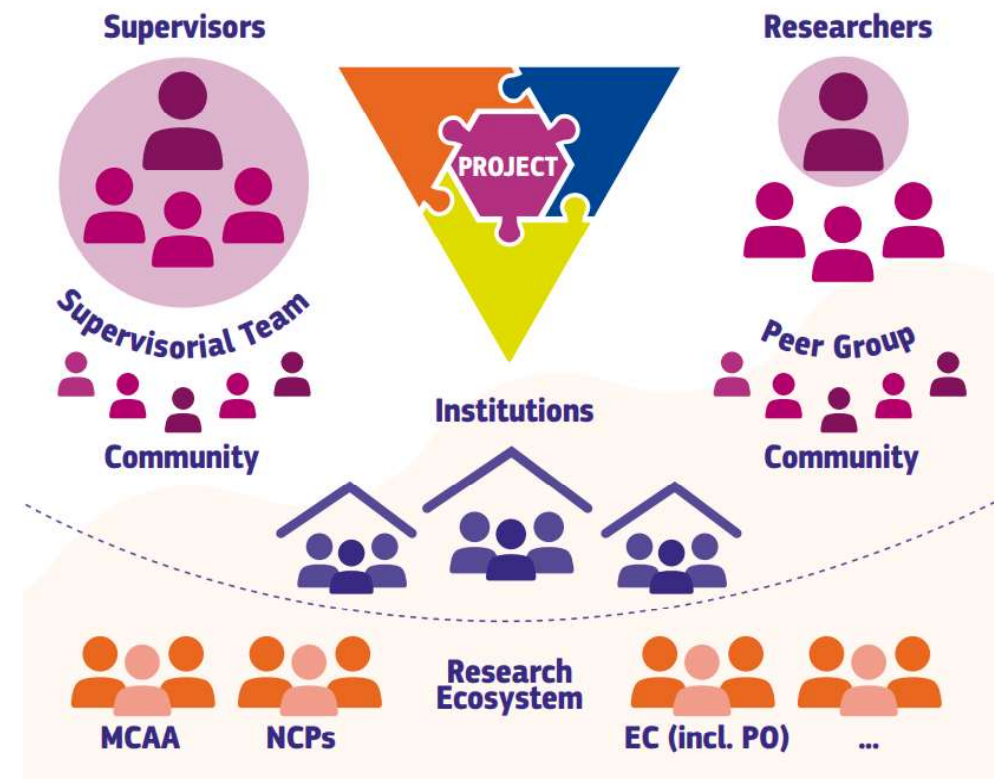 Supervisors
Researchers
PROJECT
Supervisorial Team
Peer Group
Community
Institutions
Community
Research
Ecosystem
MCAA
NCPs
EC (incl. PO)
...